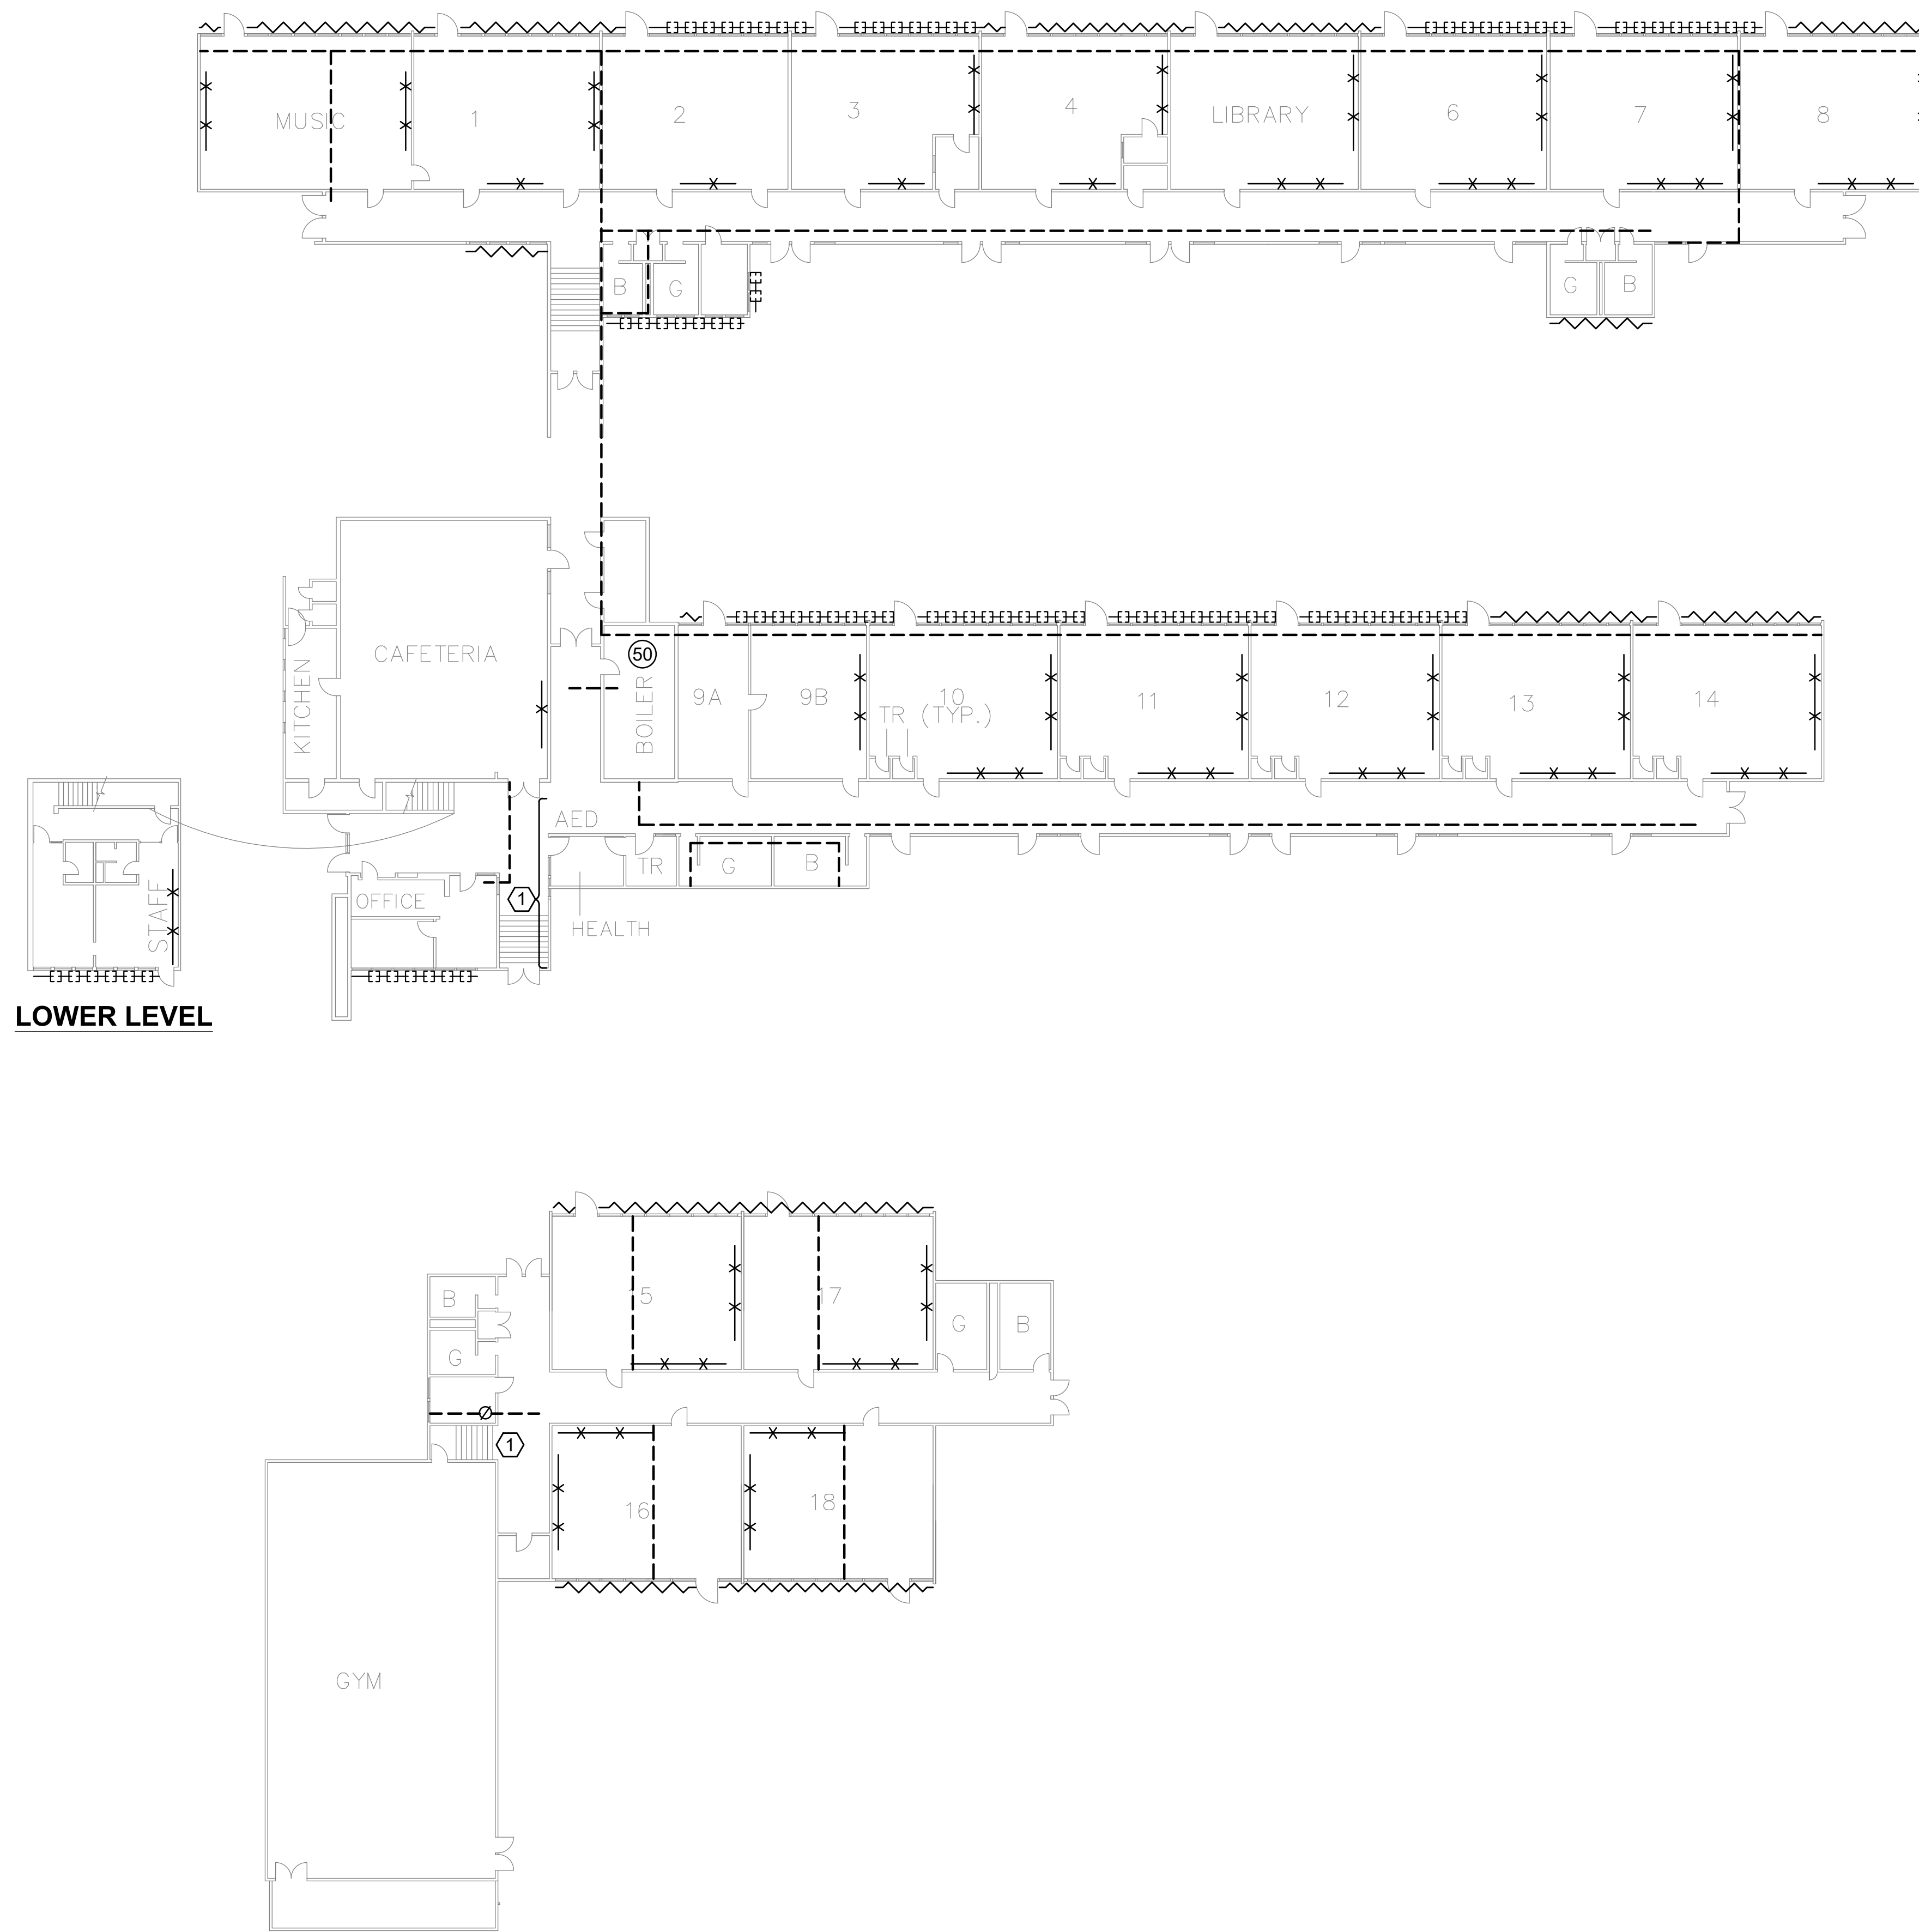 MUSIC
1
2
3
4
LIBRARY
6
7
8
B
G
G
B
CAFETERIA
KITCHEN
50
BOILER
9A
9B
10
TR (TYP.)
11
12
13
14
AED
TR
G
B
OFFICE
1
HEALTH
STAFF
LOWER LEVEL
15
17
B
G
G
B
1
16
18
GYM